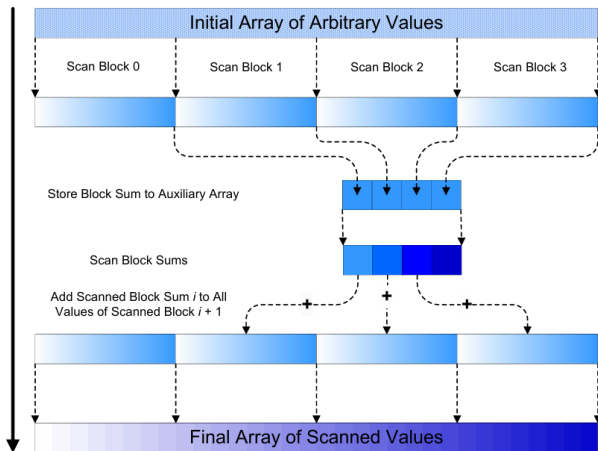 Initial Array of Arbitrary Values
Scan Block 0
Scan Block 1
Scan Block 2
Scan Block 3
Store Block Sum to Auxiliary Array
Scan Block Sums
Add Scanned Block Sum i to All
Values of Scanned Block i + 1
+
+
+
Final Array of Scanned Values